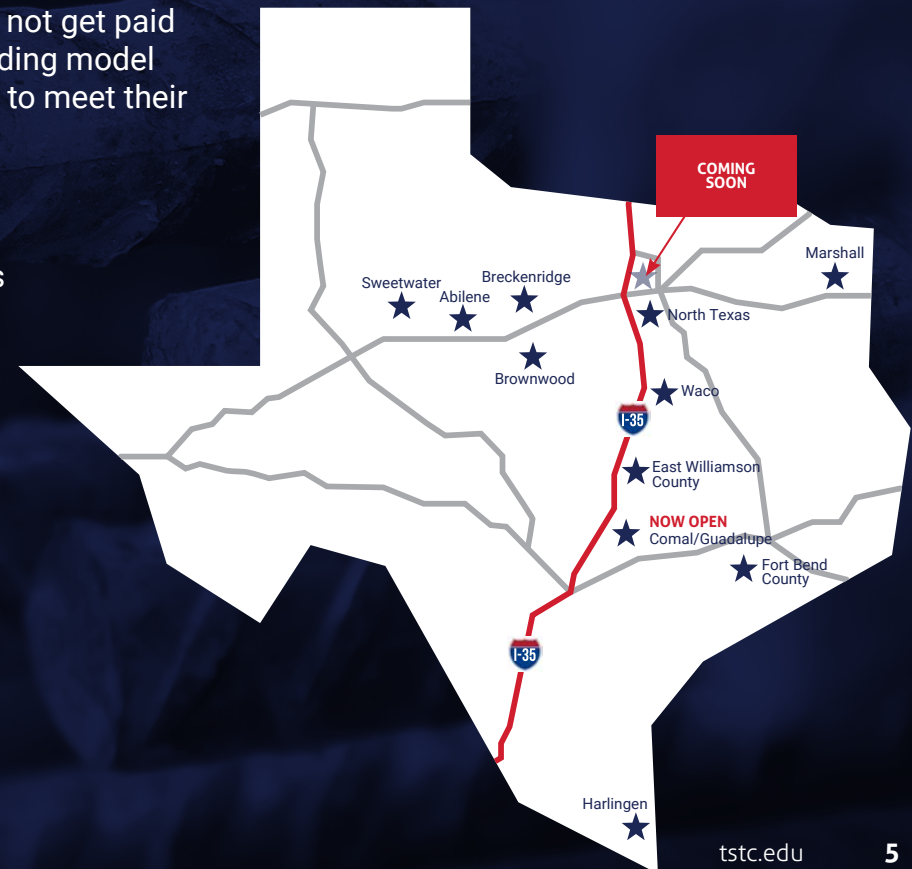 not get paid
ding model
to meet their
s
COMING
SOON
Marshall
Sweetwater
Abilene
Breckenridge
North Texas
Brownwood
Waco
I-35
East Williamson
County
NOW OPEN
Comal/Guadalupe
Fort Bend
County
I-35
Harlingen
tstc.edu 5